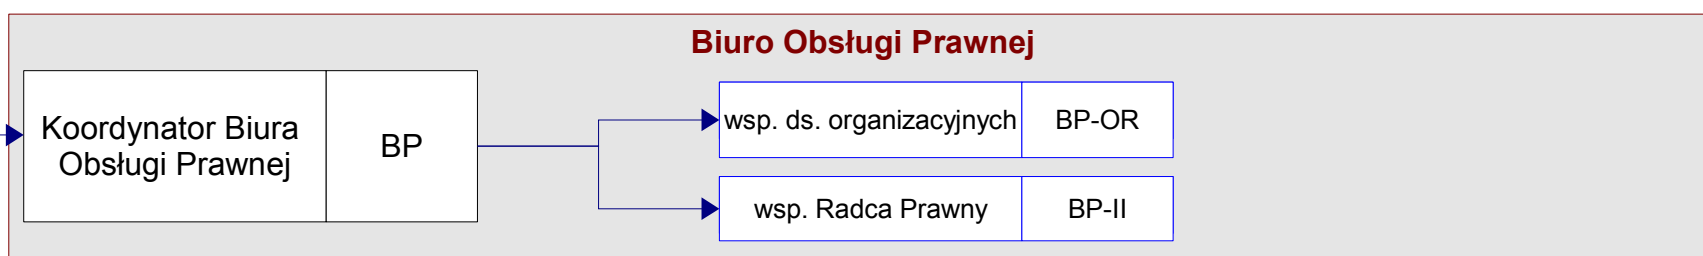 Biuro Obsługi Prawnej
Koordynator Biura
Obsługi Prawnej
BP
wsp. ds. organizacyjnych
BP-OR
wsp. Radca Prawny
BP-II